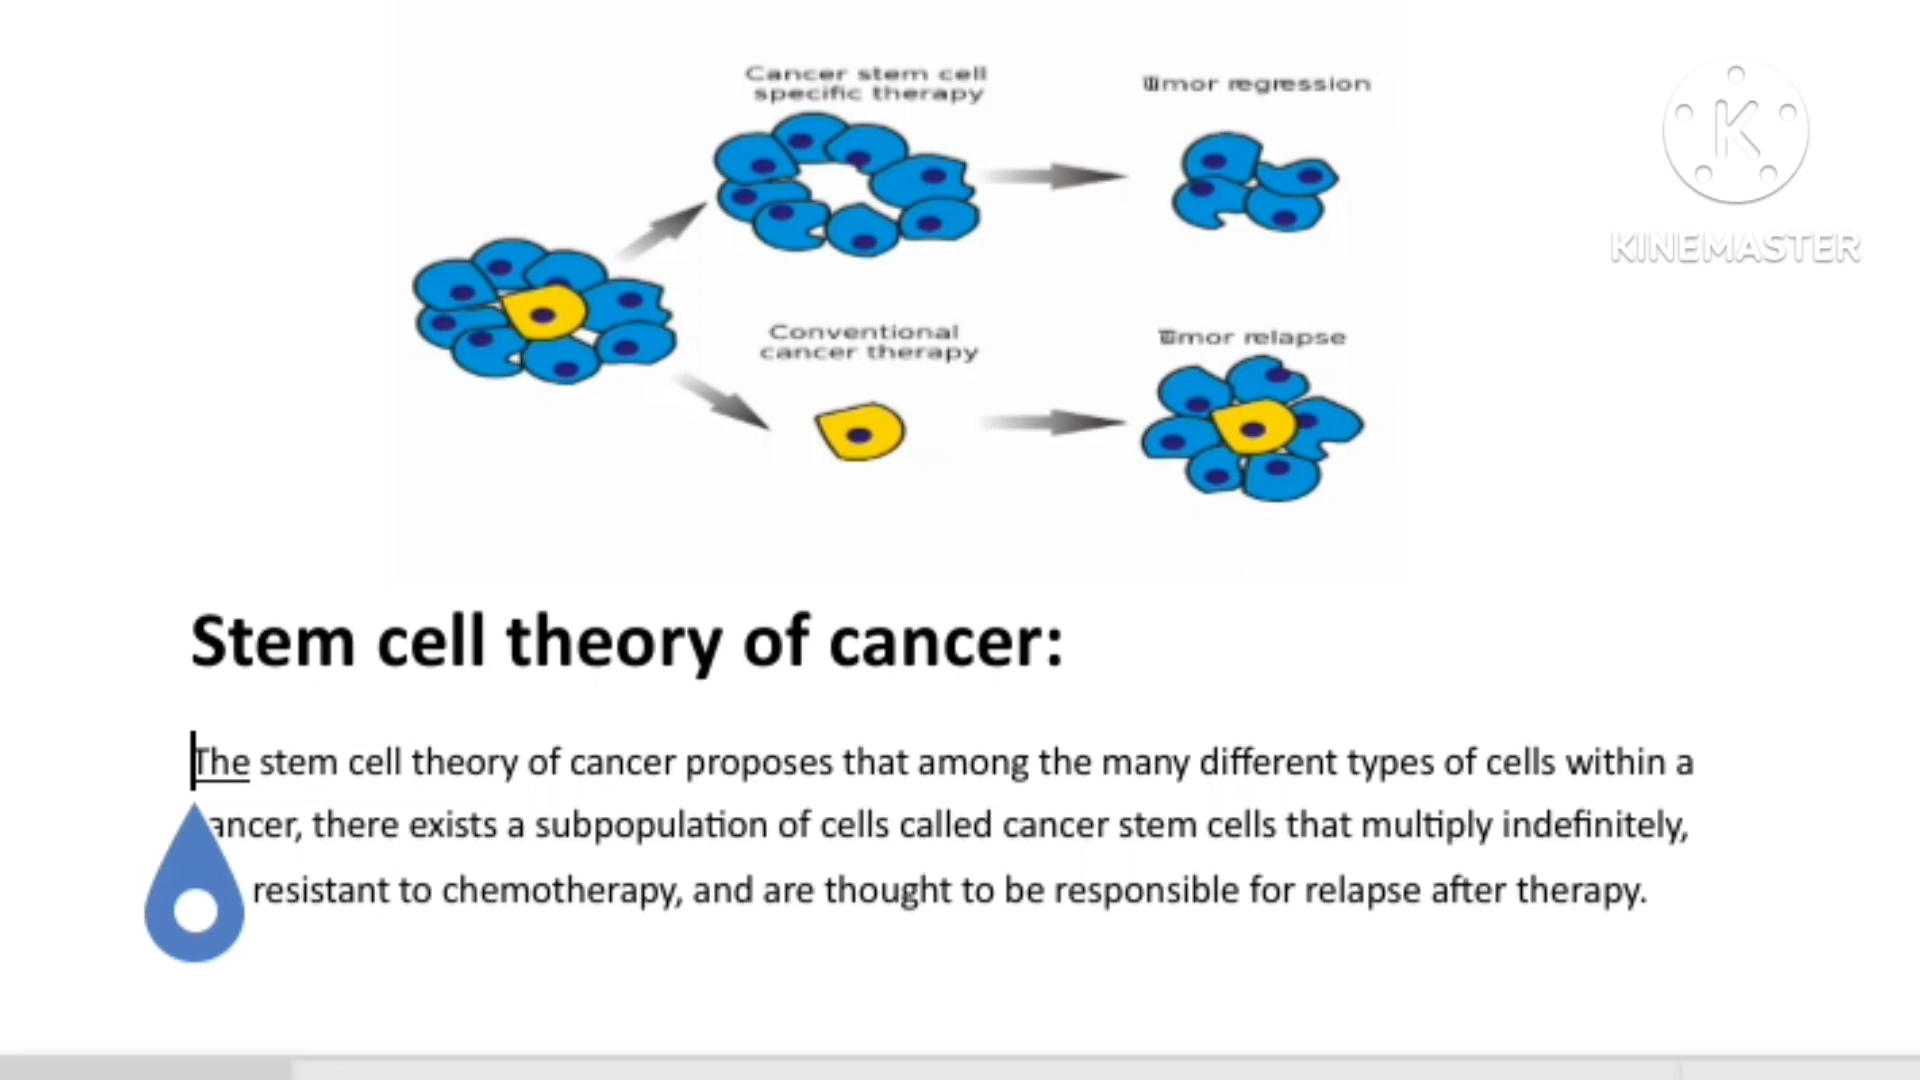 Cancer stem cell
specific therapy
Tumor regression
K
KINEMASTER
Conventional
cancer therapy
Tumor relapse
Stem cell theory of cancer:
The stem cell theory of cancer proposes that among the many different types of cells within a
ancer, there exists a subpopulation of cells called cancer stem cells that multiply indefinitely,
resistant to chemotherapy, and are thought to be responsible for relapse after therapy.